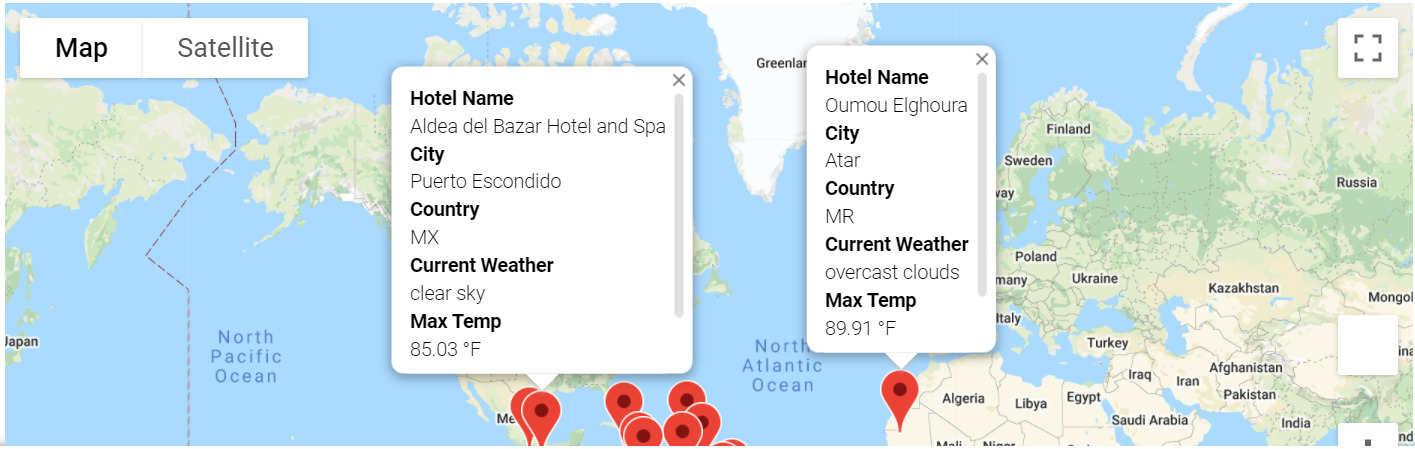 Map
Satellite
Hotel Name
Aldea del Bazar Hotel and Spa
City
Puerto Escondido
Country
MX
Current Weather
clear sky
Max Temp
85.03 °F
Hotel Name
Oumou Elghoura
City
Atar
Country
MR
Current Weather
overcast clouds
Max Temp
89.91 °F
Greenlan
Finland
Sweden
way
Russia
Poland
many
Ukraine
Kazakhstan
Mongol
Italy
Turkey
Japan
North
Pacific
Ocean
North
Atlantic
Ocean
Afghanistan
Iraq
Iran
Pakistan
Algeria
Libya
Egypt
Saudi Arabia
India
ina
Me
Mali
Niger
nd